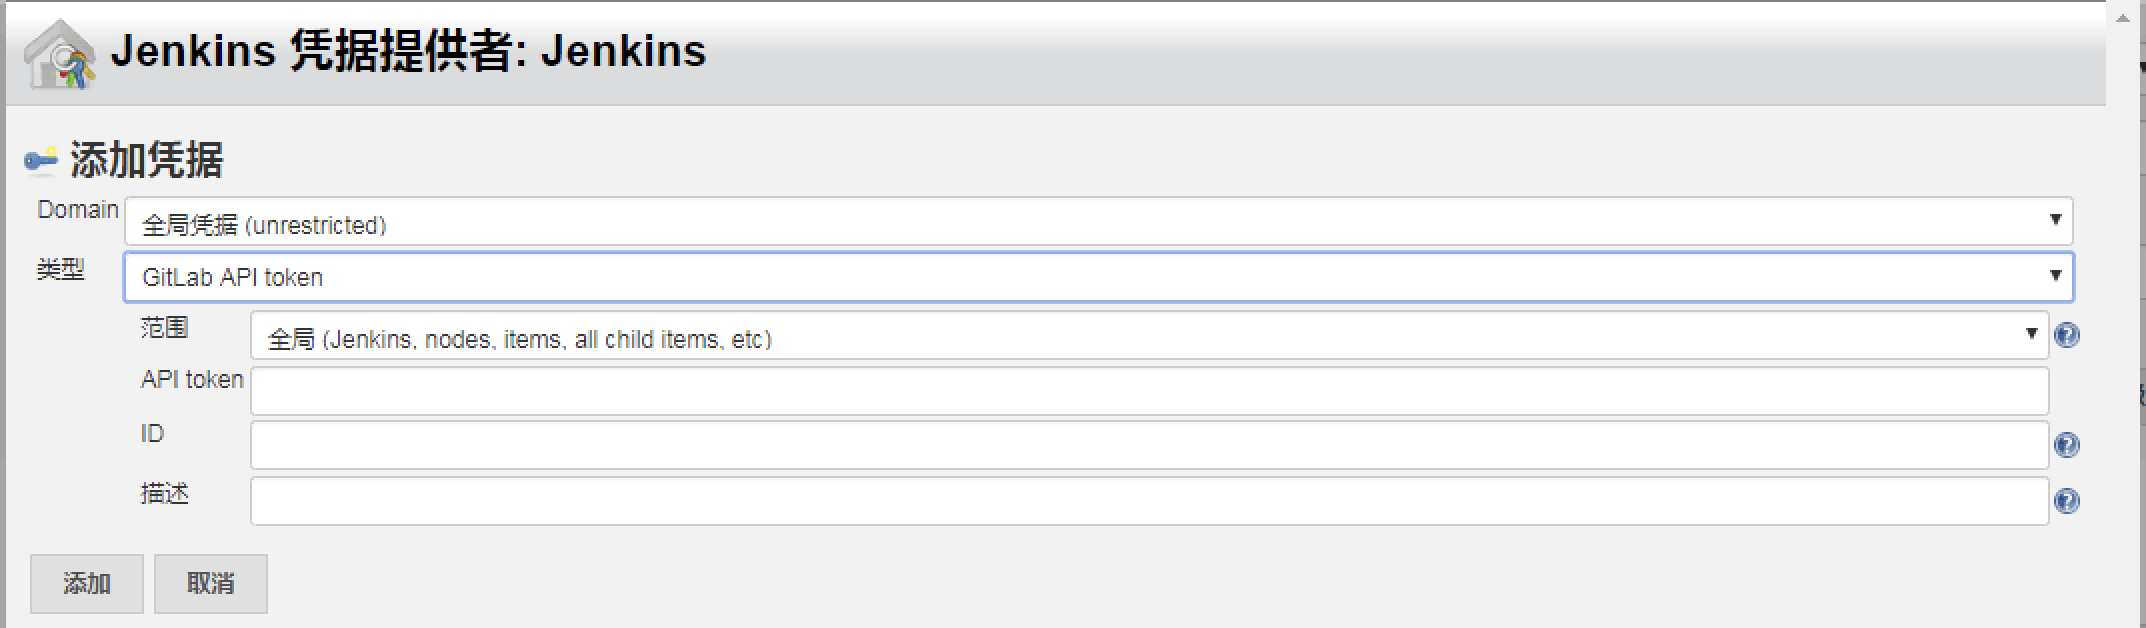 Jenkins 凭据提供者: Jenkins
添加凭据
Domain 全局凭据 (unrestricted)
类型 GitLab API token
范围 全局 (Jenkins, nodes, items, all child items, etc)
API token
ID
描述
添加 取消